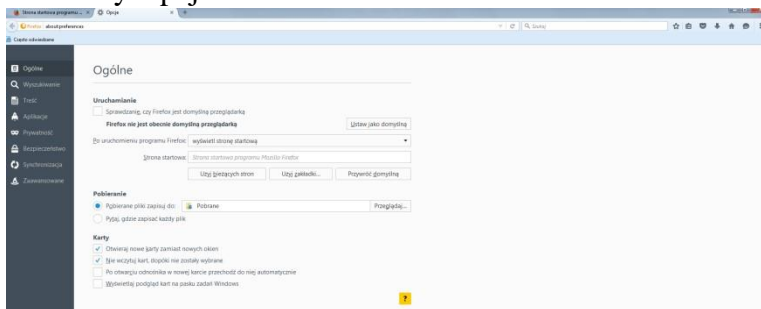 Strona startowa programu...
Opcje
Firefox about:preferences
Szukaj
Często odwiedzane
Ogólne
Wyszukiwanie
Treść
Aplikacje
Prywatność
Bezpieczeństwo
Synchronizacja
Zaawansowane
Ogólne
Uruchamianie
Sprawdzanie, czy Firefox jest domyślną przeglądarką
Firefox nie jest obecnie domyślną przeglądarką
Ustaw jako domyślną
Po uruchomieniu programu Firefox: wyświetl stronę startową
Strona startowa: Strona startowa programu Mozilla Firefox
Użyj bieżących stron
Użyj zakładki...
Przywróć domyślną
Pobieranie
Pobierane pliki zapisuj do: Pobrane
Przeglądaj...
Pytaj, gdzie zapisać każdy plik
Karty
Otwieraj nowe karty zamiast nowych okien
Nie wczytuj kart, dopóki nie zostały wybrane
Po otwarciu odnośnika w nowej karcie przechodź do niej automatycznie
Wyświetlaj podgląd kart na pasku zadań Windows
?